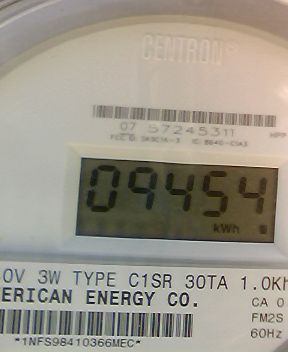 CENTRON®
07 57245311
09454
kWh
0V 3W TYPE C1SR 30TA 1.0Kh
ERICAN ENERGY CO.
CA 0
FM2S
60Hz
*1NFS98410366MEC*